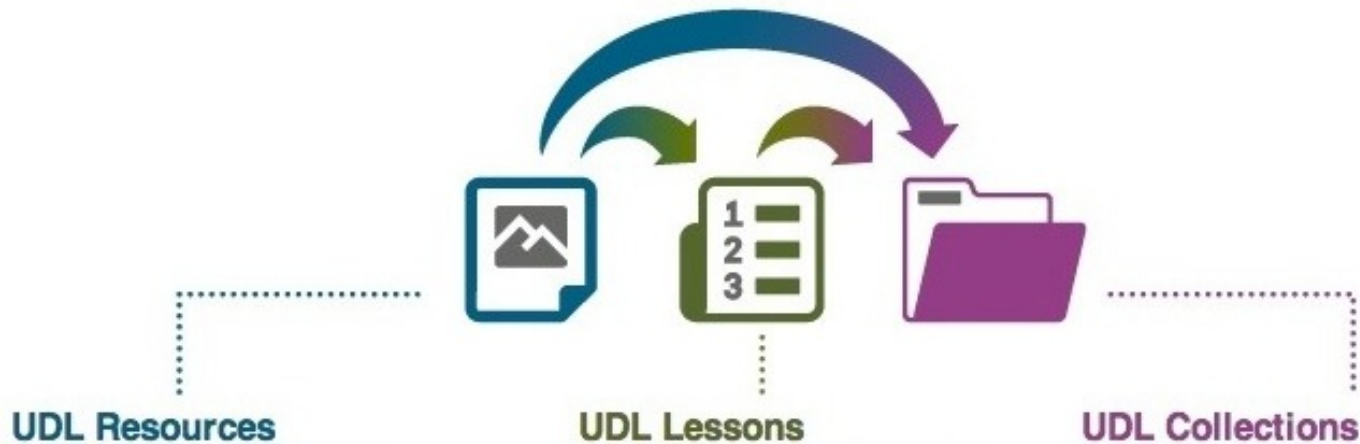 1
2
3
UDL Resources
UDL Lessons
UDL Collections